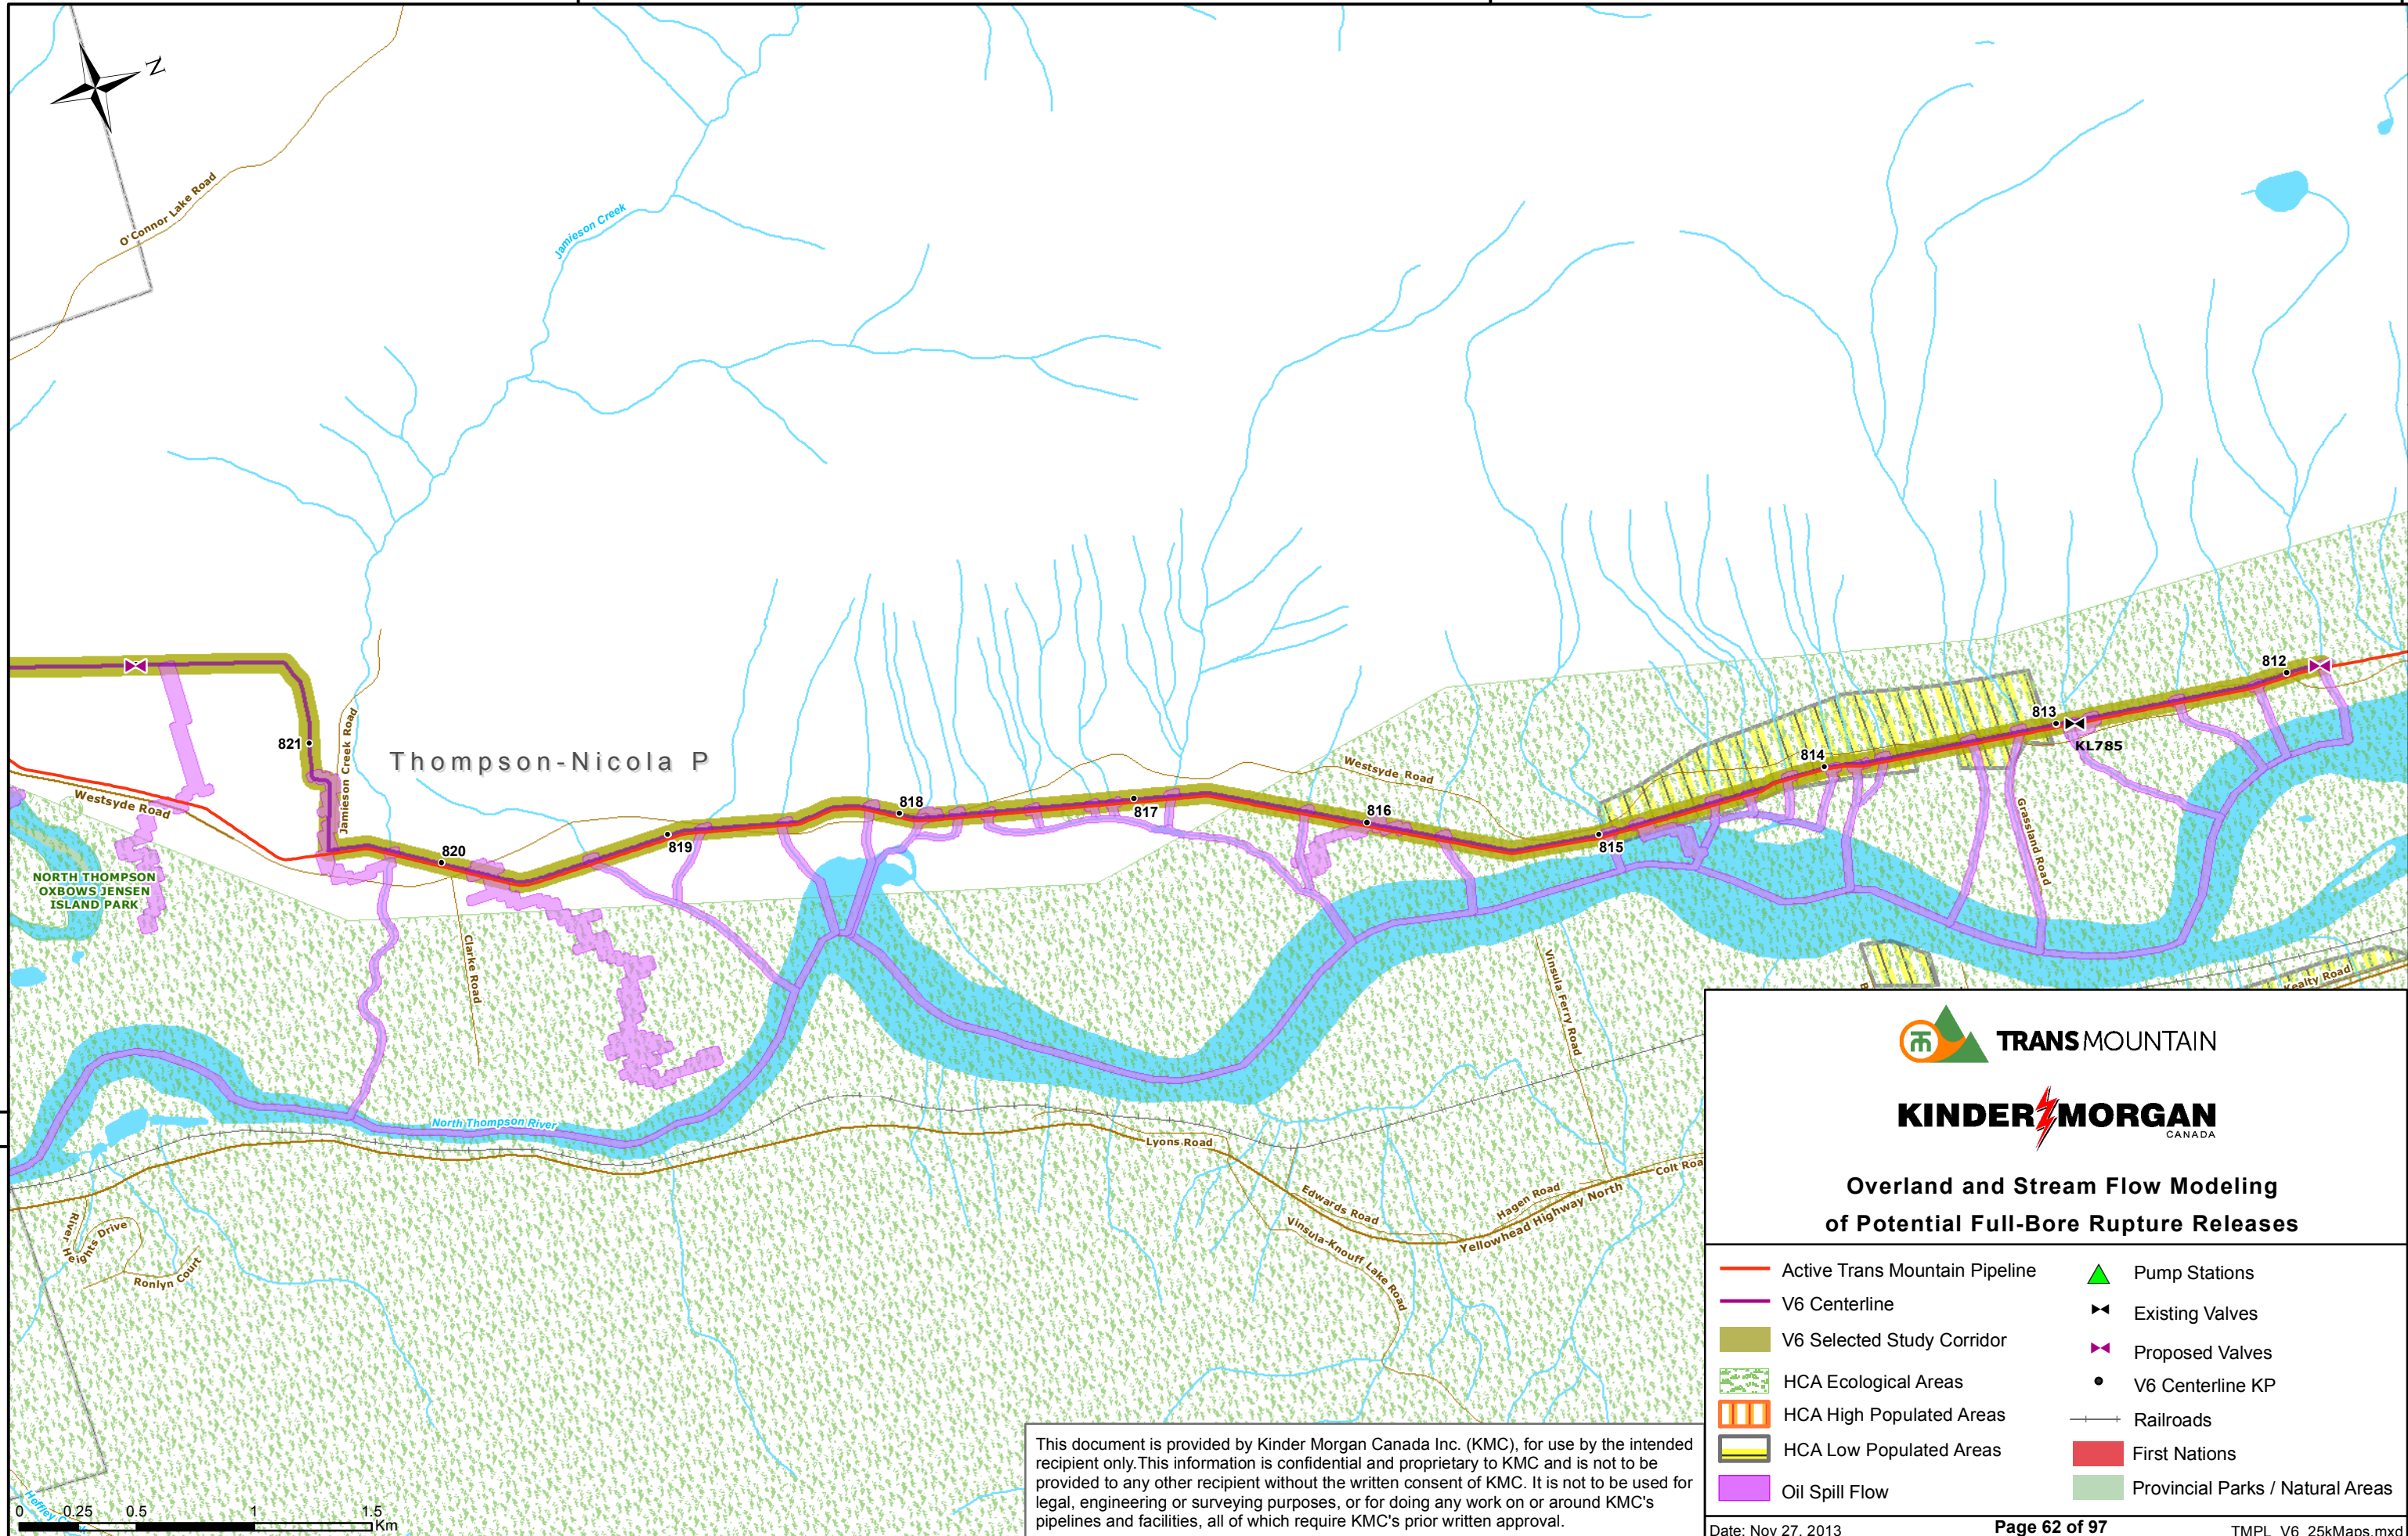 N
O'Connor Lake Road
Jamieson Creek
821
Jamieson Creek Road
Thompson-Nicola P
Westsyde Road
820
819
818
817
Westsyde Road
816
815
814
813
KL785
812
Grassland Road
NORTH THOMPSON
OXBOWS JENSEN
ISLAND PARK
Clarke Road
Vinsula Ferry Road
Kealty Road
North Thompson River
Lyons Road
Edwards Road
Hagen Road
Yellowhead Highway North
Colt Roa
Vinsula-Knouff Lake Road
River
Heights Drive
Ronlyn Court
TRANSMOUNTAIN
KINDER MORGAN
CANADA
Overland and Stream Flow Modeling
of Potential Full-Bore Rupture Releases
Active Trans Mountain Pipeline
V6 Centerline
V6 Selected Study Corridor
HCA Ecological Areas
HCA High Populated Areas
HCA Low Populated Areas
Oil Spill Flow
Pump Stations
Existing Valves
Proposed Valves
V6 Centerline KP
Railroads
First Nations
Provincial Parks / Natural Areas
This document is provided by Kinder Morgan Canada Inc. (KMC), for use by the intended
recipient only.This information is confidential and proprietary to KMC and is not to be
provided to any other recipient without the written consent of KMC. It is not to be used for
legal, engineering or surveying purposes, or for doing any work on or around KMC's
pipelines and facilities, all of which require KMC's prior written approval.
Heffley
0 0.25 0.5 1 1.5
Km
Date: Nov 27, 2013
Page 62 of 97
TMPL_V6_25kMaps.mxd